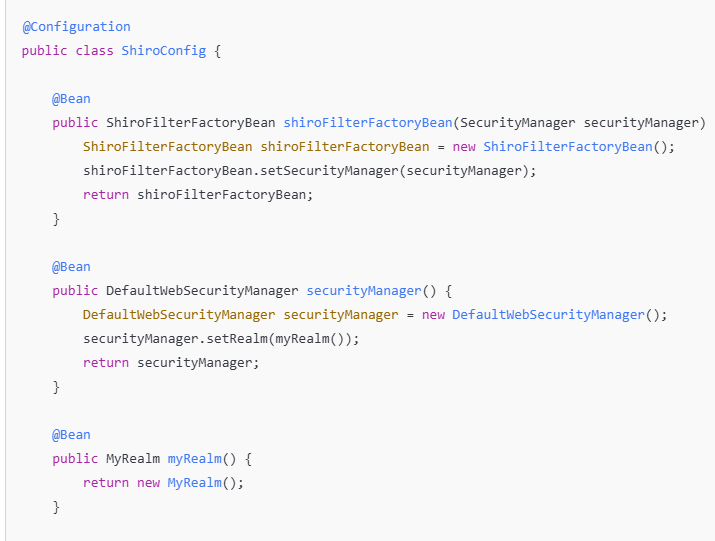 @Configuration
public class ShiroConfig {
@Bean
public ShiroFilterFactoryBean shiroFilterFactoryBean(SecurityManager securityManager)
ShiroFilterFactoryBean shiroFilterFactoryBean = new ShiroFilterFactoryBean();
shiroFilterFactoryBean.setSecurityManager(securityManager);
return shiroFilterFactoryBean;
}
@Bean
public DefaultWebSecurityManager securityManager() {
DefaultWebSecurityManager securityManager = new DefaultWebSecurityManager();
securityManager.setRealm(myRealm());
return securityManager;
}
@Bean
public MyRealm myRealm() {
return new MyRealm();
}